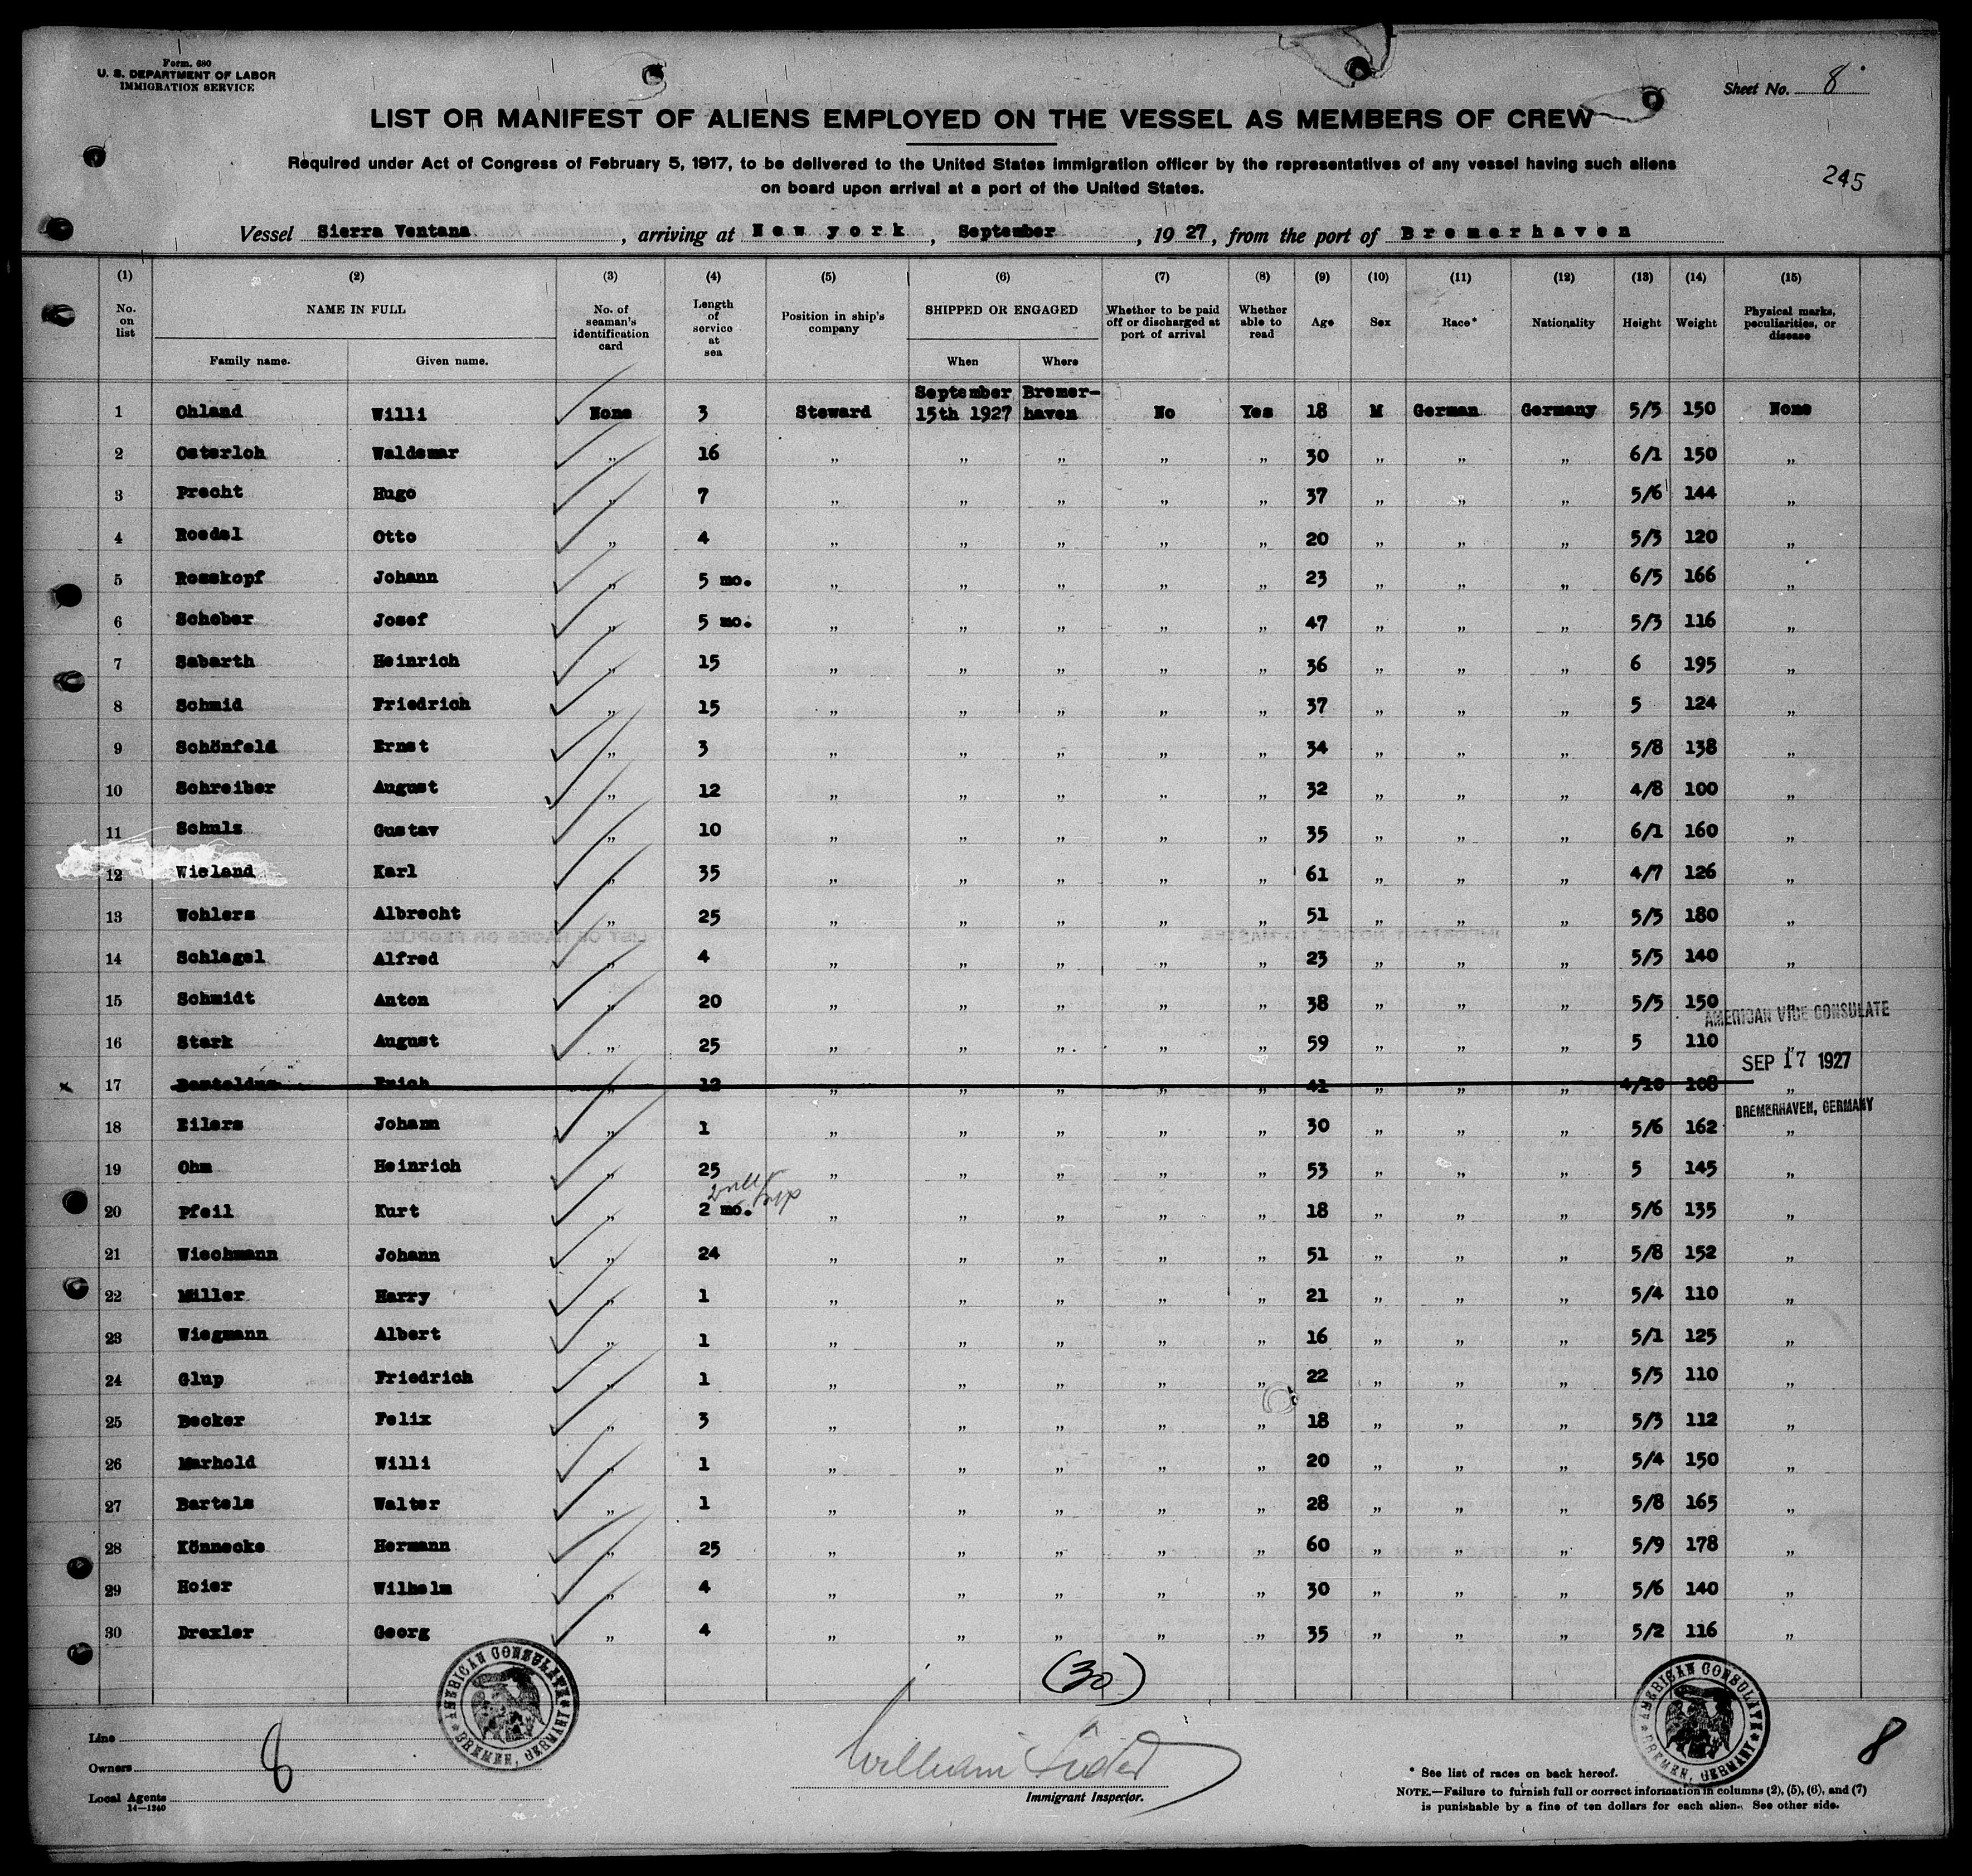 Form. 680
U. S. DEPARTMENT OF LABOR
IMMIGRATION SERVICE
Sheet No. 8
LIST OR MANIFEST OF ALIENS EMPLOYED ON THE VESSEL AS MEMBERS OF CREW
Required under Act of Congress of February 5, 1917, to be delivered to the United States immigration officer by the representatives of any vessel having such aliens
on board upon arrival at a port of the United States.
245
Vessel Sierra Ventana, arriving at New york, September, 1927, from the port of Bremerhaven
(1) (2) (3) (4) (5) (6) (7) (8) (9) (10) (11) (12) (13) (14) (15)
No. on list NAME IN FULL Family name. Given name. No. of seaman's identification card Length of service at sea Position in ship's company SHIPPED OR ENGAGED When Where Whether to be paid off or discharged at port of arrival Whether able to read Age Sex Race* Nationality Height Weight Physical marks, peculiarities, or disease
1 Ohland Willi None 3 Steward September 15th 1927 Bremer-haven No Yes 18 M German Germany 5/5 150 None
2 Osterloh Waldemar „ 16 „ „ „ „ „ 30 „ „ „ 6/1 150 „
3 Precht Hugo „ 7 „ „ „ „ „ 37 „ „ „ 5/6 144 „
4 Roedel Otto „ 4 „ „ „ „ „ 20 „ „ „ 5/3 120 „
5 Rosskopf Johann „ 5 mo. „ „ „ „ „ 23 „ „ „ 6/5 166 „
6 Scheber Josef „ 5 mo. „ „ „ „ „ 47 „ „ „ 5/3 116 „
7 Sabarth Heinrich „ 15 „ „ „ „ „ 36 „ „ „ 6 195 „
8 Schmid Friedrich „ 15 „ „ „ „ „ 37 „ „ „ 5 124 „
9 Schönfeld Ernst „ 3 „ „ „ „ „ 34 „ „ „ 5/8 138 „
10 Schreiber August „ 12 „ „ „ „ „ 32 „ „ „ 4/8 100 „
11 Schulz Gustav „ 10 „ „ „ „ „ 35 „ „ „ 6/1 160 „
12 Wieland Karl „ 35 „ „ „ „ „ 61 „ „ „ 4/7 126 „
13 Wohlers Albrecht „ 25 „ „ „ „ „ 51 „ „ „ 5/5 180 „
14 Schlagel Alfred „ 4 „ „ „ „ „ 23 „ „ „ 5/5 140 „
15 Schmidt Anton „ 20 „ „ „ „ „ 38 „ „ „ 5/5 150
AMERICAN VICE CONSULATE
16 Stark August „ 25 „ „ „ „ „ 59 „ „ „ 5 110 „
SEP 17 1927
17 Erich „ 12 „ „ „ „ „ 41 „ „ „ 4/10 108 „
BREMERHAVEN, GERMANY
18 Eilers Johann „ 1 „ „ „ „ „ 30 „ „ „ 5/6 162 „
19 Ohm Heinrich „ 25 „ „ „ „ „ 53 „ „ „ 5 145 „
20 Pfeil Kurt „ 2 mo. „ „ „ „ „ 18 „ „ „ 5/6 135 „
21 Wiechmann Johann „ 24 „ „ „ „ „ 51 „ „ „ 5/8 152 „
22 Miller Harry „ 1 „ „ „ „ „ 21 „ „ „ 5/4 110 „
23 Wiegmann Albert „ 1 „ „ „ „ „ 16 „ „ „ 5/1 125 „
24 Glup Friedrich „ 1 „ „ „ „ „ 22 „ „ „ 5/5 110 „
25 Becker Felix „ 3 „ „ „ „ „ 18 „ „ „ 5/3 112 „
26 Marhold Willi „ 1 „ „ „ „ „ 20 „ „ „ 5/4 150 „
27 Bartels Walter „ 1 „ „ „ „ „ 28 „ „ „ 5/8 165 „
28 Könnecke Hermann „ 25 „ „ „ „ „ 60 „ „ „ 5/9 178 „
29 Hoier Wilhelm „ 4 „ „ „ „ „ 30 „ „ „ 5/6 140 „
30 Drexler Georg „ 4 „ „ „ „ „ 35 „ „ „ 5/2 116 „
(30)
AMERICAN CONSULATE BREMEN, GERMANY
AMERICAN CONSULATE BREMEN, GERMANY
Line
Owners
Local Agents
14—1240
8
William
Immigrant Inspector.
8
* See list of races on back hereof.
NOTE.—Failure to furnish full or correct information in columns (2), (5), (6), and (7)
is punishable by a fine of ten dollars for each alien. See other side.